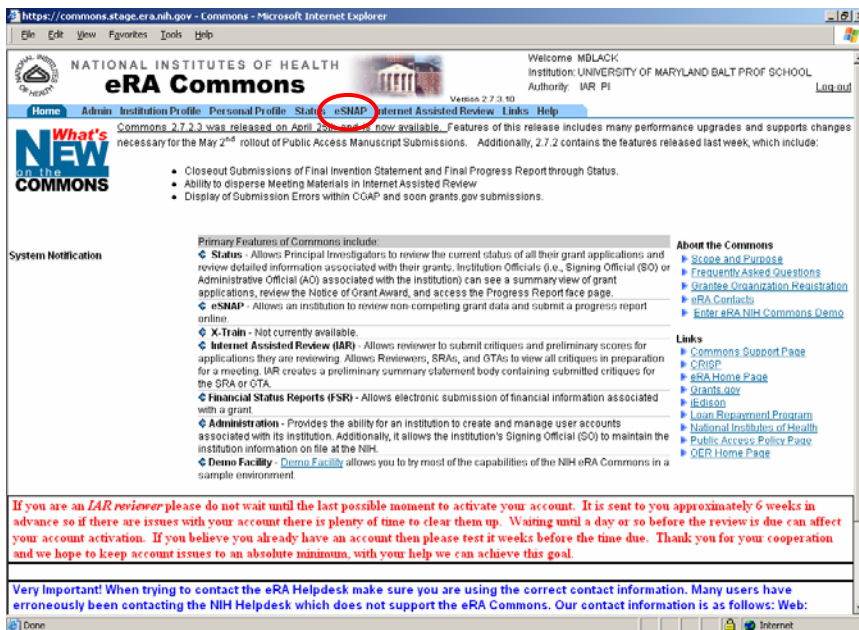 https://commons.stage.era.nih.gov - Commons - Microsoft Internet Explorer
File Edit View Favorites Tools Help
NATIONAL INSTITUTES OF HEALTH
eRA Commons
Version 2.7.3.10
Welcome MBLACK
Institution: UNIVERSITY OF MARYLAND BALT PROF SCHOOL
Authority: IAR PI
Log-out
Home Admin Institution Profile Personal Profile Status eSNAP Internet Assisted Review Links Help
What's
NEW
on the
COMMONS
Commons 2.7.2.3 was released on April 25th and is now available. Features of this release includes many performance upgrades and supports changes
necessary for the May 2nd rollout of Public Access Manuscript Submissions. Additionally, 2.7.2 contains the features released last week, which include:
Closeout Submissions of Final Invention Statement and Final Progress Report through Status.
Ability to disperse Meeting Materials in Internet Assisted Review
Display of Submission Errors within CGAP and soon grants.gov submissions.
System Notification
Primary Features of Commons include:
Status - Allows Principal Investigators to review the current status of all their grant applications and
review detailed information associated with their grants. Institution Officials (i.e., Signing Official (SO) or
Administrative Official (AO) associated with the institution) can see a summary view of grant
applications, review the Notice of Grant Award, and access the Progress Report face page.
eSNAP - Allows an institution to review non-competing grant data and submit a progress report
online.
X-Train - Not currently available.
Internet Assisted Review (IAR) - Allows reviewer to submit critiques and preliminary scores for
applications they are reviewing. Allows Reviewers, SRAs, and GTAs to view all critiques in preparation
for a meeting. IAR creates a preliminary summary statement body containing submitted critiques for
the SRA or GTA.
Financial Status Reports (FSR) - Allows electronic submission of financial information associated
with a grant.
Administration - Provides the ability for an institution to create and manage user accounts
associated with its institution. Additionally, it allows the institution's Signing Official (SO) to maintain the
institution information on file at the NIH.
Demo Facility - Demo Facility allows you to try most of the capabilities of the NIH eRA Commons in a
sample environment.
About the Commons
Scope and Purpose
Frequently Asked Questions
Grantee Organization Registration
eRA Contacts
Enter eRA NIH Commons Demo
Links
Commons Support Page
CRISP
eRA Home Page
Grants.gov
iEdison
Loan Repayment Program
National Institutes of Health
Public Access Policy Page
OER Home Page
If you are an IAR reviewer please do not wait until the last possible moment to activate your account. It is sent to you approximately 6 weeks in
advance so if there are issues with your account there is plenty of time to clear them up. Waiting until a day or so before the review is due can affect
your account activation. If you believe you already have an account then please test it weeks before the time due. Thank you for your cooperation
and we hope to keep account issues to an absolute minimum, with your help we can achieve this goal.
Very Important! When trying to contact the eRA Helpdesk make sure you are using the correct contact information. Many users have
erroneously been contacting the NIH Helpdesk which does not support the eRA Commons. Our contact information is as follows: Web:
Done
Internet